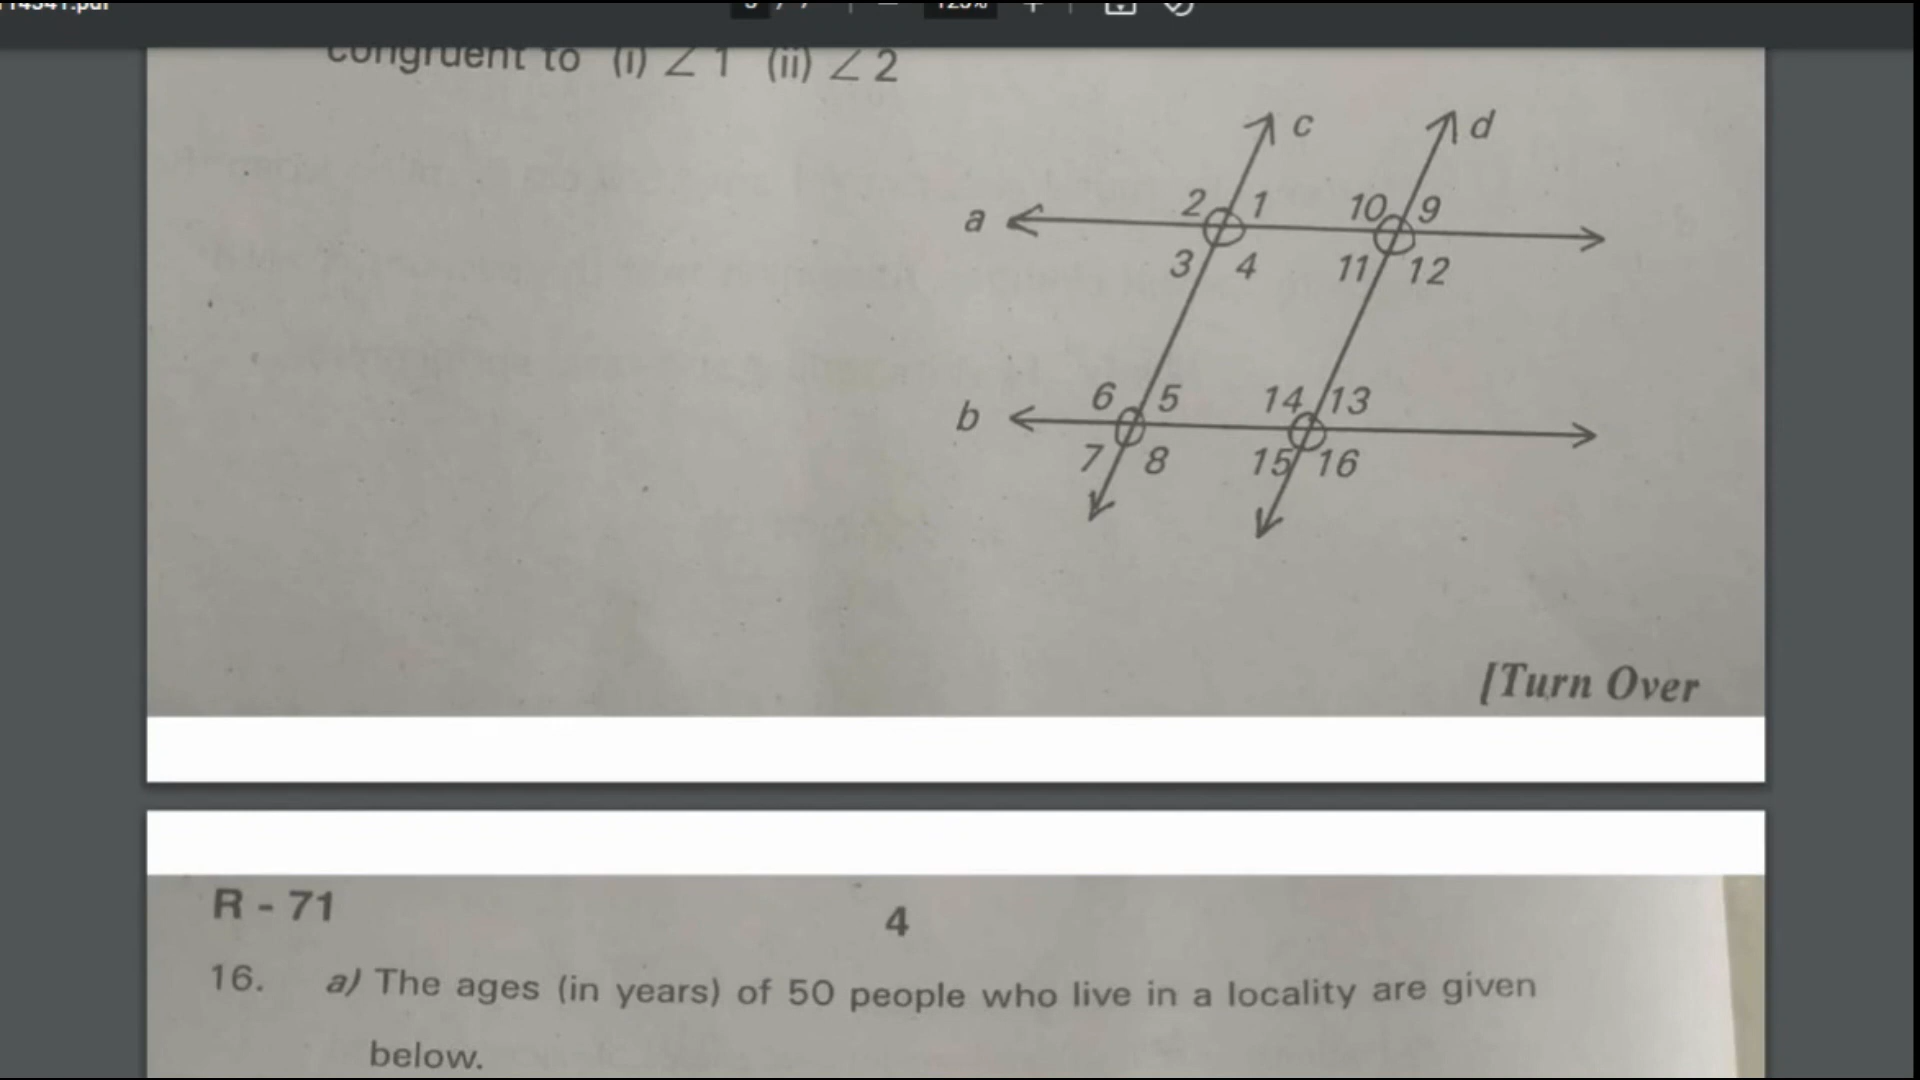 congruent to (i) ∠1 (ii) ∠2
c
d
2 1 10 9
a
3 4 11 12
6 5 14 13
b
7 8 15 16
[Turn Over
R - 71
4
16. a) The ages (in years) of 50 people who live in a locality are given
below.